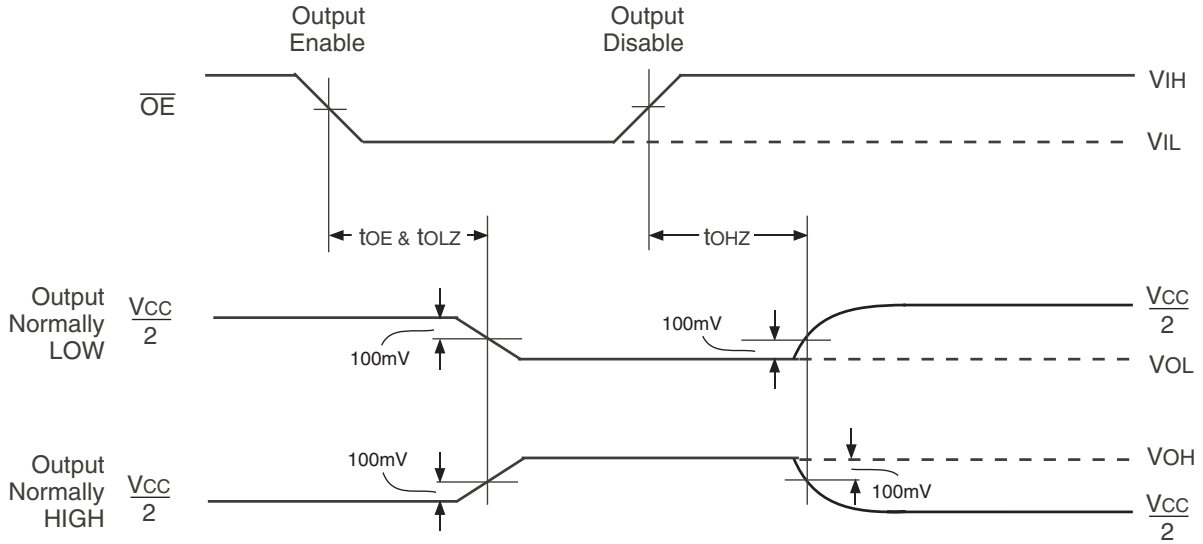 Output
Enable
Output
Disable
OE
VIH
VIL
tOE & tOLZ
tOHZ
Output
Normally
LOW
VCC
2
100mV
100mV
VCC
2
VOL
Output
Normally
HIGH
VCC
2
100mV
100mV
VOH
VCC
2